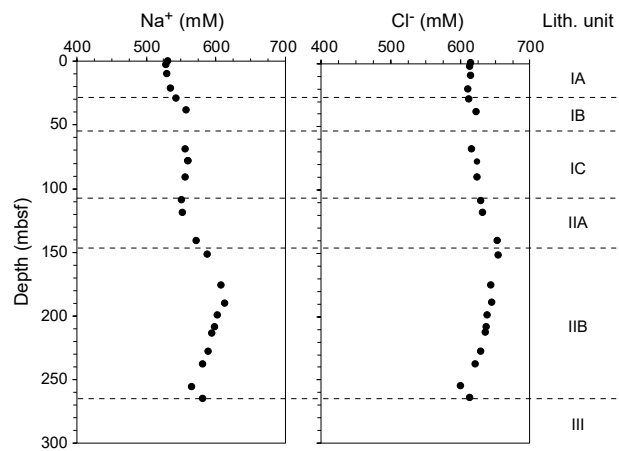 Na+ (mM) Cl- (mM) Lith. unit
400 500 600 700 400 500 600 700
0
IA
IB
50
IC
100
IIA
150
200
IIB
250
III
300
Depth (mbsf)